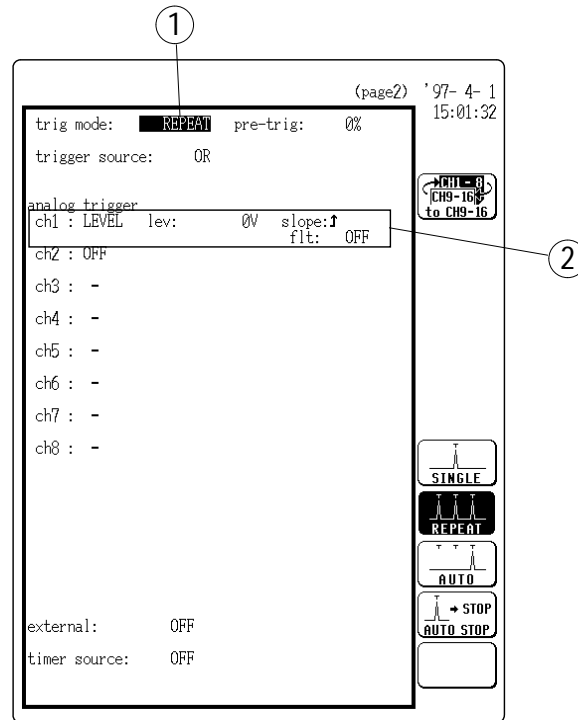 1
(page2) '97- 4- 1
15:01:32
trig mode: REPEAT pre-trig: 0%
trigger source: OR
CH1 - 8
CH9-16
to CH9-16
analog trigger
ch1 : LEVEL lev: 0V slope:↥
flt: OFF
2
ch2 : OFF
ch3 : -
ch4 : -
ch5 : -
ch6 : -
ch7 : -
ch8 : -
T
SINGLE
T T T
REPEAT
T T T
AUTO
T
→ STOP
AUTO STOP
external: OFF
timer source: OFF